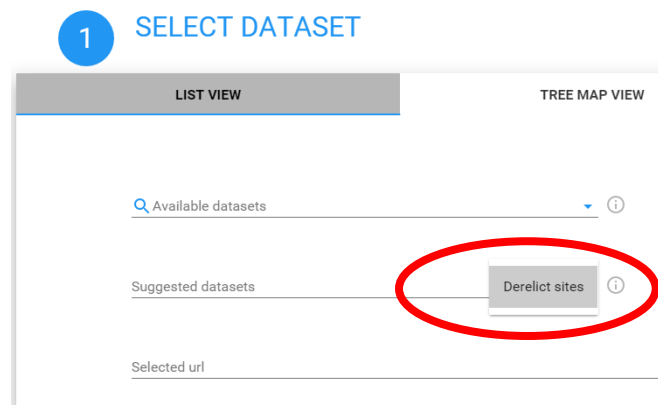 1 SELECT DATASET
LIST VIEW TREE MAP VIEW
Available datasets
Suggested datasets Derelict sites
Selected url